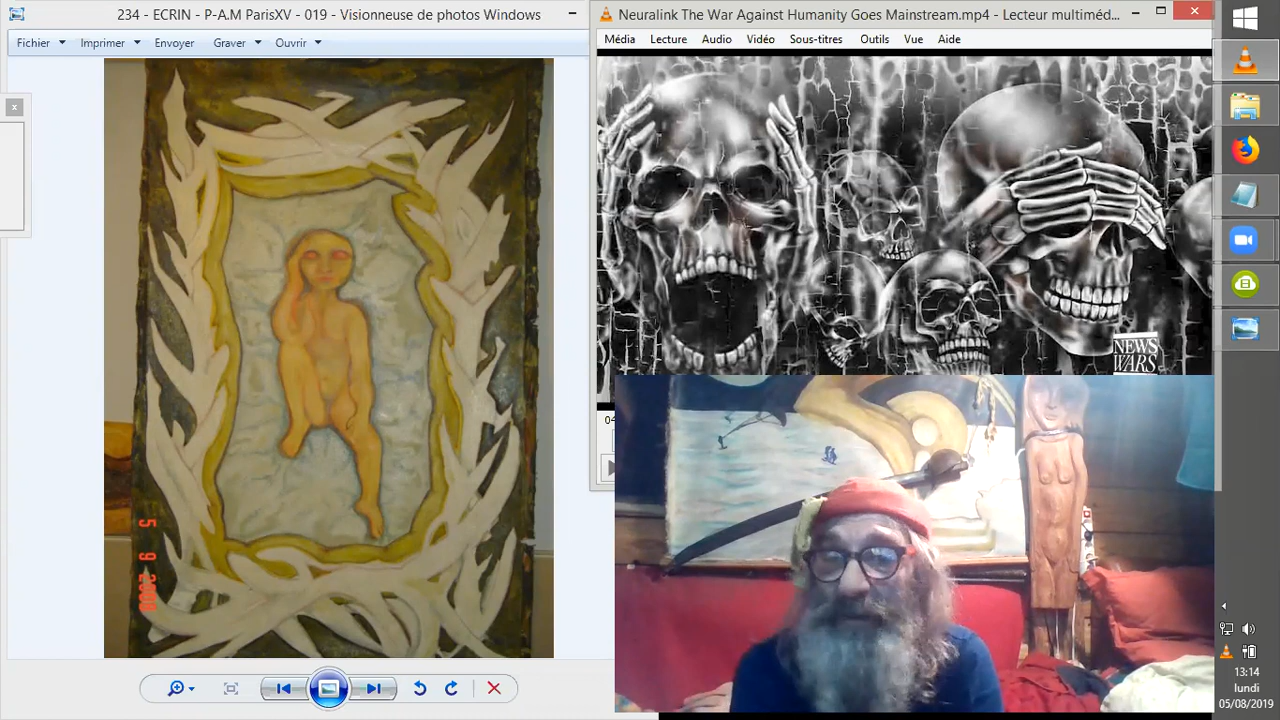 234 - ECRIN - P-A.M ParisXV - 019 - Visionneuse de photos Windows
Fichier Imprimer Envoyer Graver Ouvrir
5 9 2008
Neuralink The War Against Humanity Goes Mainstream.mp4 - Lecteur multiméd...
Média Lecture Audio Vidéo Sous-titres Outils Vue Aide
NEWS
WARS
04
13:14
lundi
05/08/2019